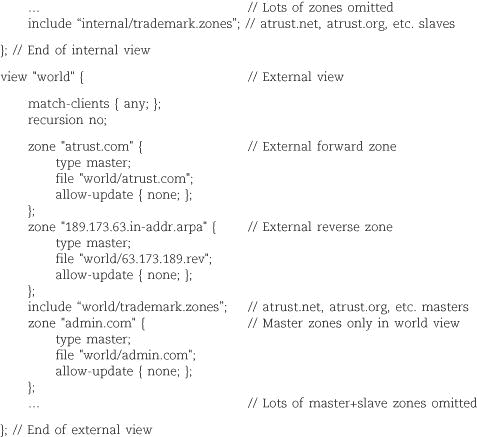 ... // Lots of zones omitted
include “internal/trademark.zones”; // atrust.net, atrust.org, etc. slaves
}; // End of internal view
view "world" { // External view
match-clients { any; };
recursion no;
zone "atrust.com" { // External forward zone
type master;
file "world/atrust.com";
allow-update { none; };
};
zone "189.173.63.in-addr.arpa" { // External reverse zone
type master;
file "world/63.173.189.rev";
allow-update { none; };
};
include “world/trademark.zones”; // atrust.net, atrust.org, etc. masters
zone "admin.com" { // Master zones only in world view
type master;
file "world/admin.com";
allow-update { none; };
};
... // Lots of master+slave zones omitted
}; // End of external view